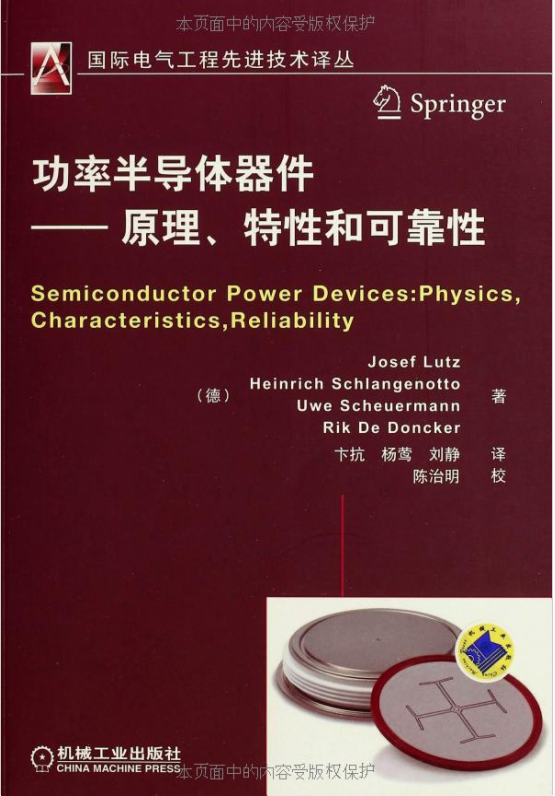 本页面中的内容受版权保护
国际电气工程先进技术译丛
Springer
功率半导体器件
—— 原理、特性和可靠性
Semiconductor Power Devices:Physics,
Characteristics,Reliability
Josef Lutz
(德) Heinrich Schlangenotto 著
Uwe Scheuermann
Rik De Doncker
卞抗 杨莺 刘静 译
陈治明 校
机械工业出版社
CHINA MACHINE PRESS
本页面中的内容受版权保护